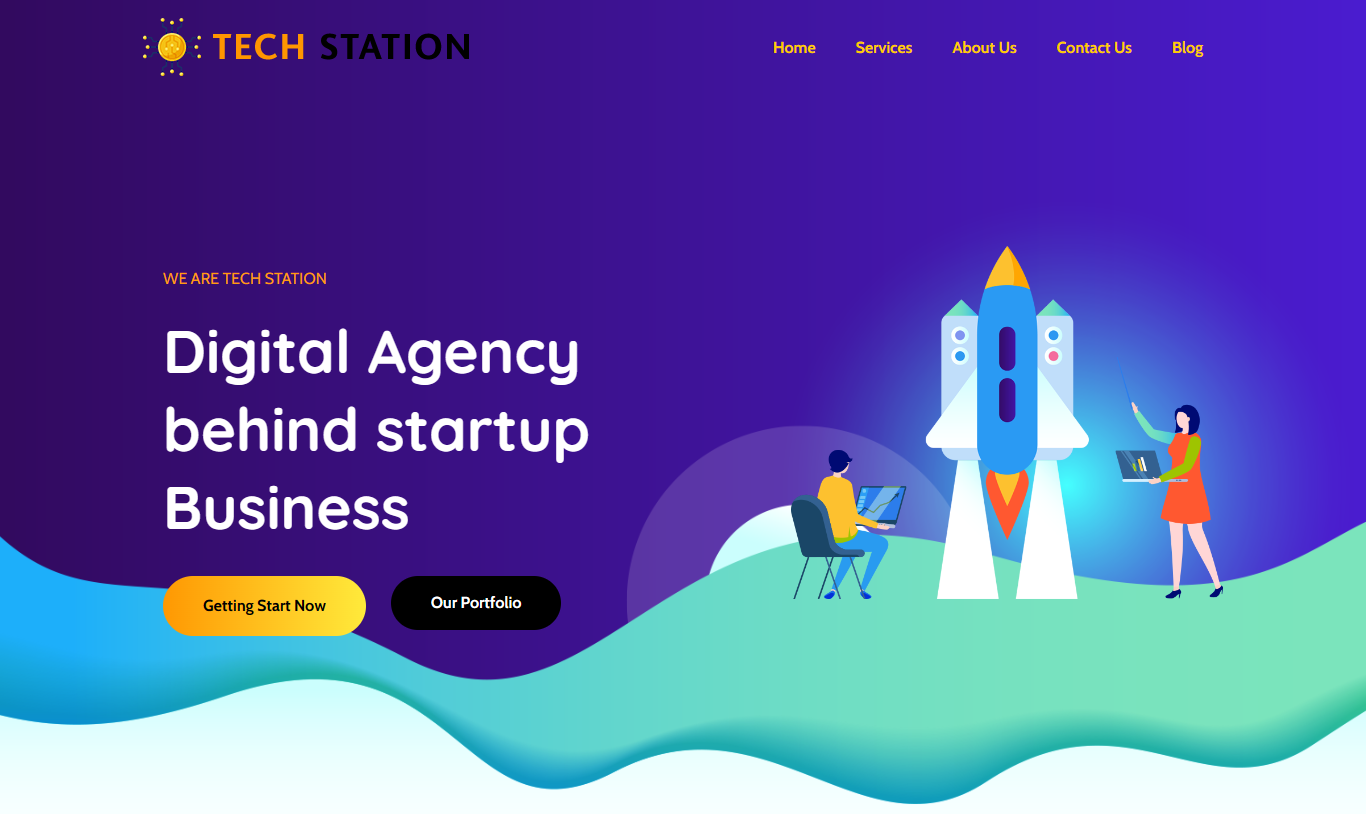 TECH STATION
Home Services About Us Contact Us Blog
WE ARE TECH STATION
Digital Agency
behind startup
Business
Getting Start Now
Our Portfolio